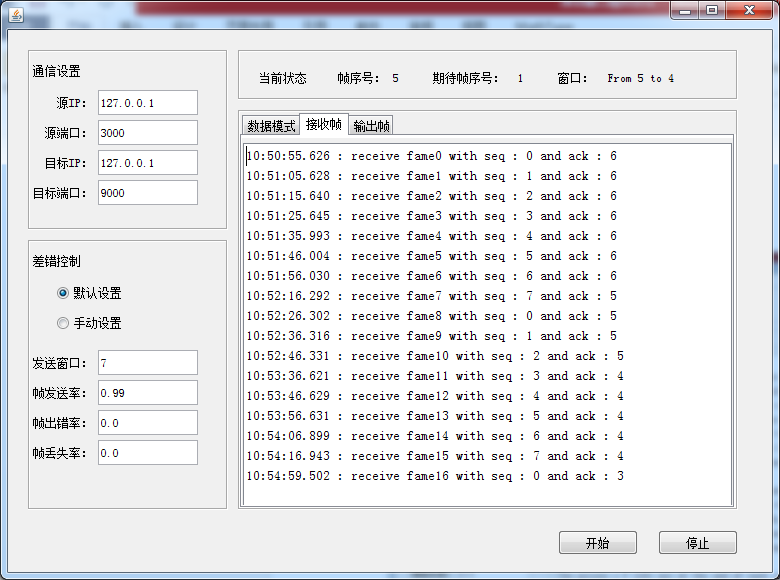 通信设置
源IP: 127.0.0.1
源端口: 3000
目标IP: 127.0.0.1
目标端口: 9000
差错控制
默认设置
手动设置
发送窗口: 7
帧发送率: 0.99
帧出错率: 0.0
帧丢失率: 0.0
当前状态 帧序号: 5 期待帧序号: 1 窗口: From 5 to 4
数据模式 接收帧 输出帧
10:50:55.626 : receive fame0 with seq : 0 and ack : 6
10:51:05.628 : receive fame1 with seq : 1 and ack : 6
10:51:15.640 : receive fame2 with seq : 2 and ack : 6
10:51:25.645 : receive fame3 with seq : 3 and ack : 6
10:51:35.993 : receive fame4 with seq : 4 and ack : 6
10:51:46.004 : receive fame5 with seq : 5 and ack : 6
10:51:56.030 : receive fame6 with seq : 6 and ack : 6
10:52:16.292 : receive fame7 with seq : 7 and ack : 5
10:52:26.302 : receive fame8 with seq : 0 and ack : 5
10:52:36.316 : receive fame9 with seq : 1 and ack : 5
10:52:46.331 : receive fame10 with seq : 2 and ack : 5
10:53:36.621 : receive fame11 with seq : 3 and ack : 4
10:53:46.629 : receive fame12 with seq : 4 and ack : 4
10:53:56.631 : receive fame13 with seq : 5 and ack : 4
10:54:06.899 : receive fame14 with seq : 6 and ack : 4
10:54:16.943 : receive fame15 with seq : 7 and ack : 4
10:54:59.502 : receive fame16 with seq : 0 and ack : 3
开始 停止